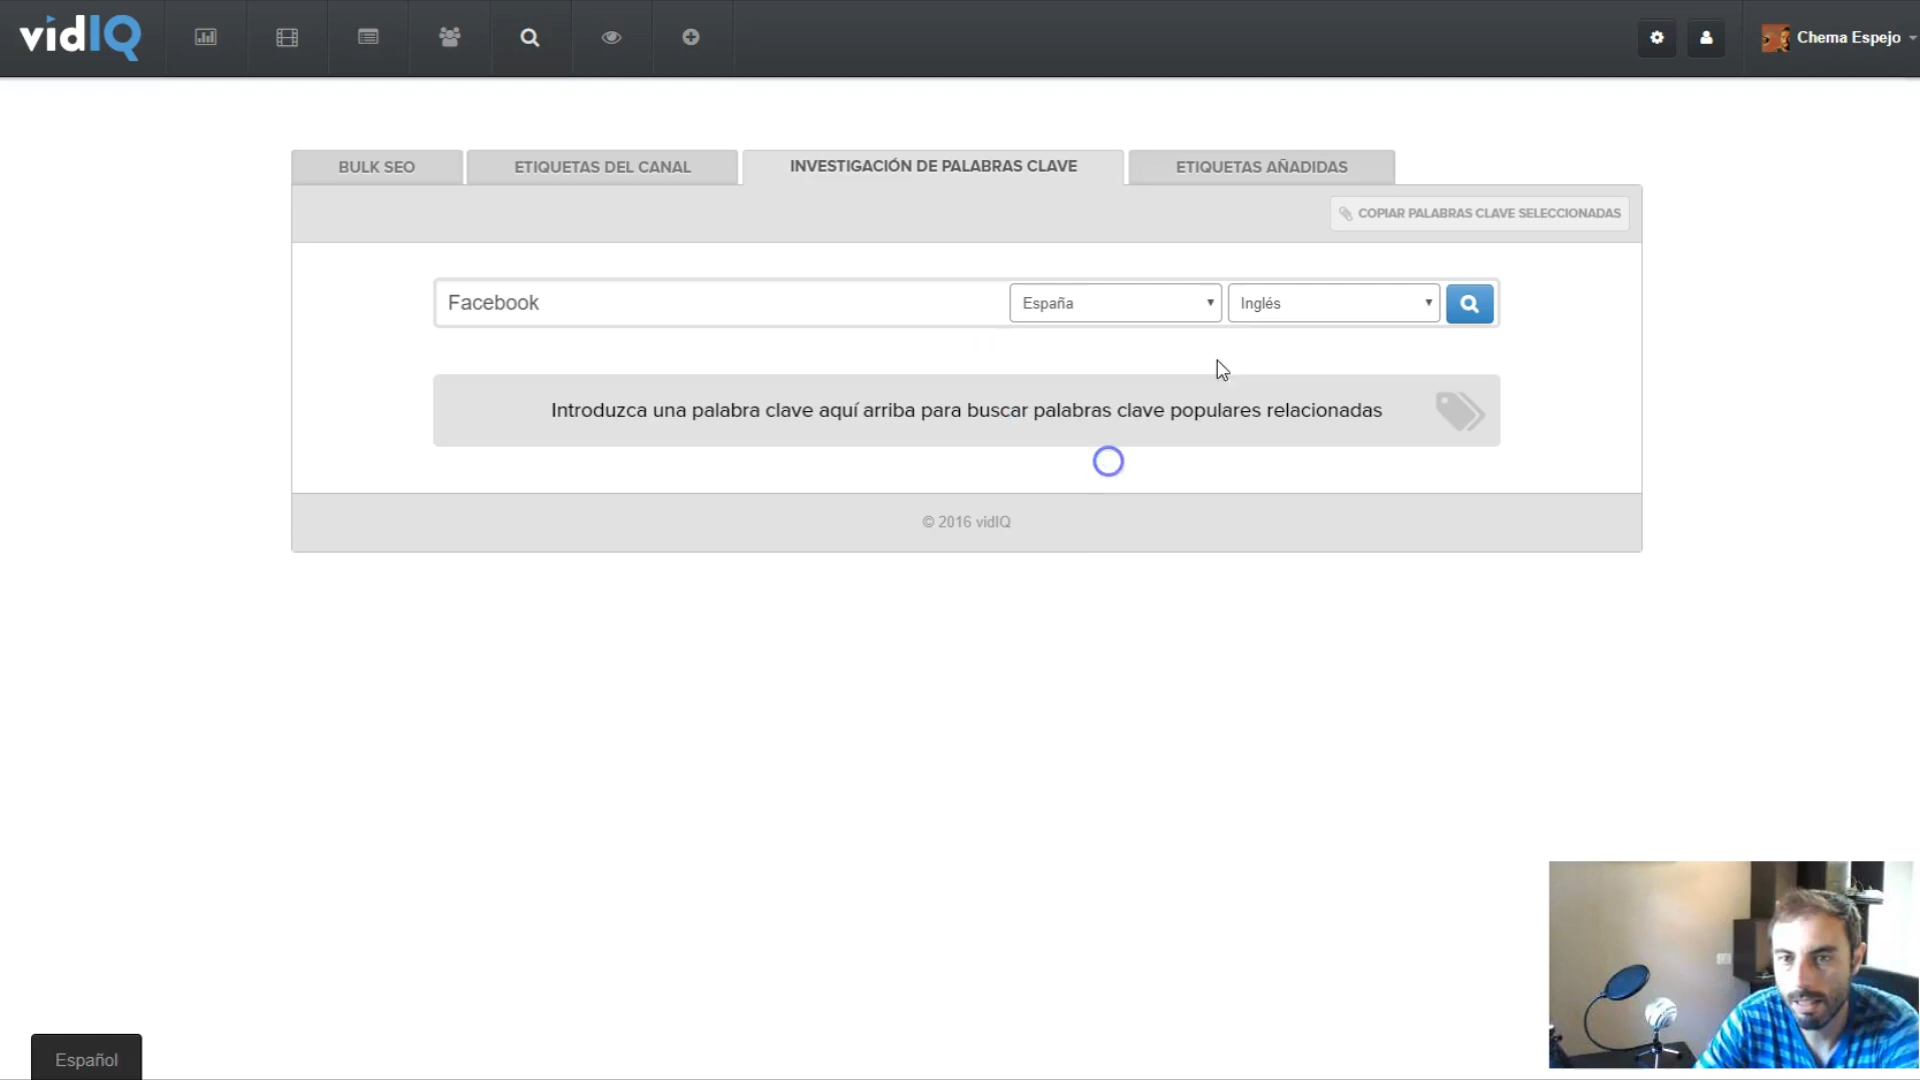 vidIQ
Chema Espejo
BULK SEO
ETIQUETAS DEL CANAL
INVESTIGACIÓN DE PALABRAS CLAVE
ETIQUETAS AÑADIDAS
COPIAR PALABRAS CLAVE SELECCIONADAS
Facebook
España
Inglés
Introduzca una palabra clave aquí arriba para buscar palabras clave populares relacionadas
© 2016 vidIQ
Español